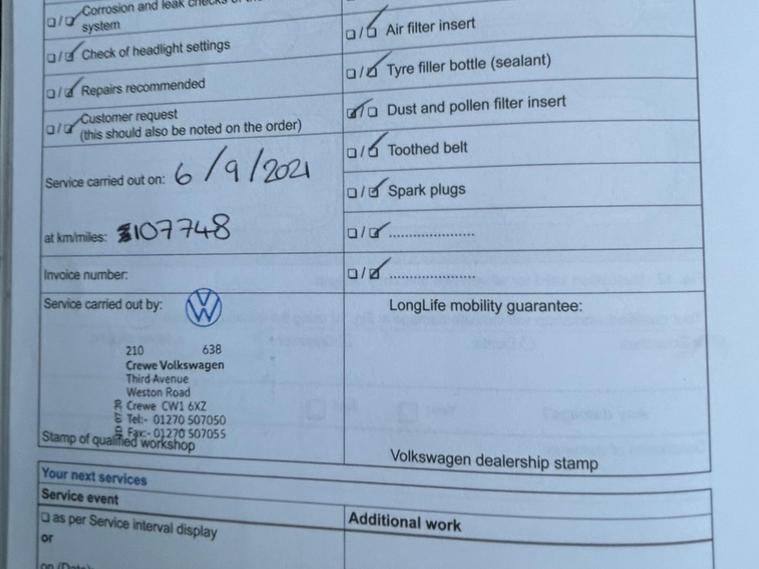 Corrosion and leak checks of the
system
Check of headlight settings
Repairs recommended
Customer request
(this should also be noted on the order)
Service carried out on: 6/9/2021
at km/miles: 107748
Invoice number:
Service carried out by:
210 638
Crewe Volkswagen
Third Avenue
Weston Road
Crewe CW1 6XZ
Tel:- 01270 507050
Fax:- 01270 507055
Stamp of qualified workshop
Air filter insert
Tyre filler bottle (sealant)
Dust and pollen filter insert
Toothed belt
Spark plugs
......................
......................
LongLife mobility guarantee:
Volkswagen dealership stamp
Your next services
Service event
as per Service interval display
or
on (Date)
Additional work